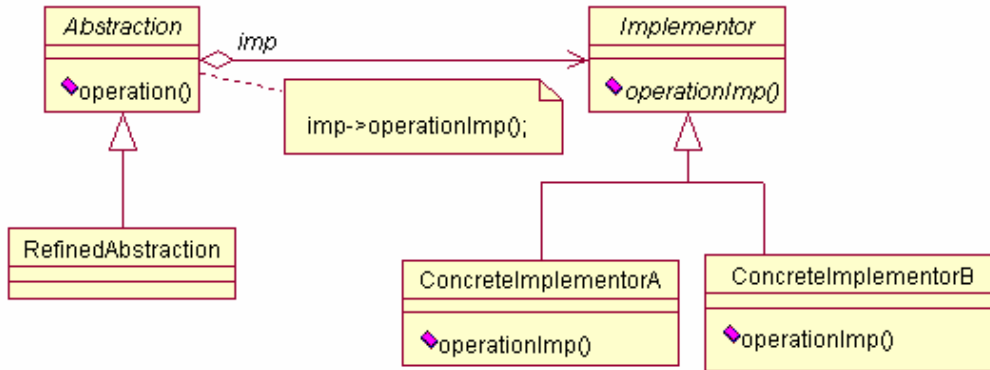 Abstraction
operation()
imp
imp->operationImp();
Implementor
operationImp()
RefinedAbstraction
ConcreteImplementorA
operationImp()
ConcreteImplementorB
operationImp()